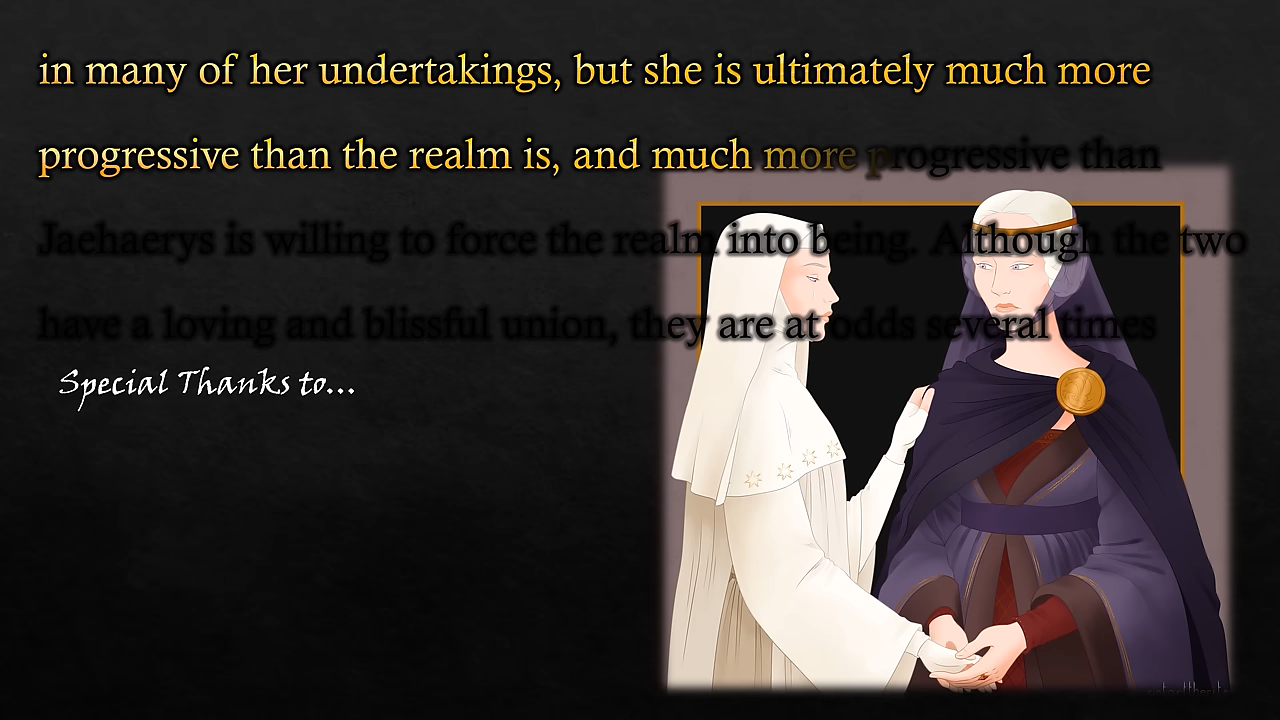 in many of her undertakings, but she is ultimately much more
progressive than the realm is, and much more progressive than
Jaehaerys is willing to force the realm into being. Although the two
have a loving and blissful union, they are at odds several times
Special Thanks to...